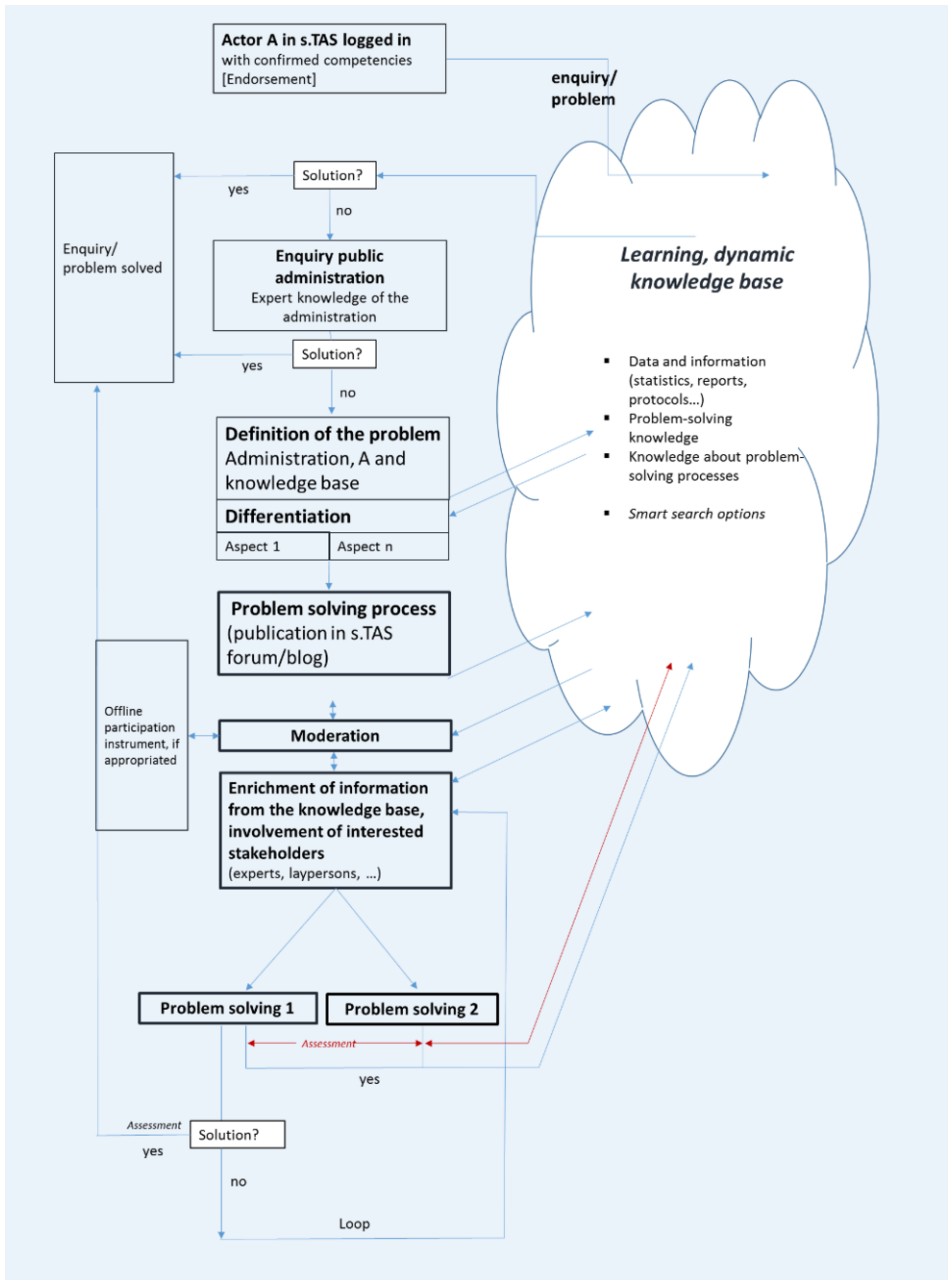 Actor A in s.TAS logged in
with confirmed competencies
[Endorsement]
enquiry/
problem
Solution?
yes
no
Enquiry/
problem solved
Enquiry public
administration
Expert knowledge of the
administration
Solution?
yes
no
Learning, dynamic
knowledge base
▪ Data and information
(statistics, reports,
protocols...)
▪ Problem-solving
knowledge
▪ Knowledge about problem-
solving processes
▪ Smart search options
Definition of the problem
Administration, A and
knowledge base
Differentiation
Aspect 1
Aspect n
Problem solving process
(publication in s.TAS
forum/blog)
Offline
participation
instrument, if
appropriated
Moderation
Enrichment of information
from the knowledge base,
involvement of interested
stakeholders
(experts, laypersons, ...)
Problem solving 1
Problem solving 2
Assessment
yes
Assessment
yes
Solution?
no
Loop